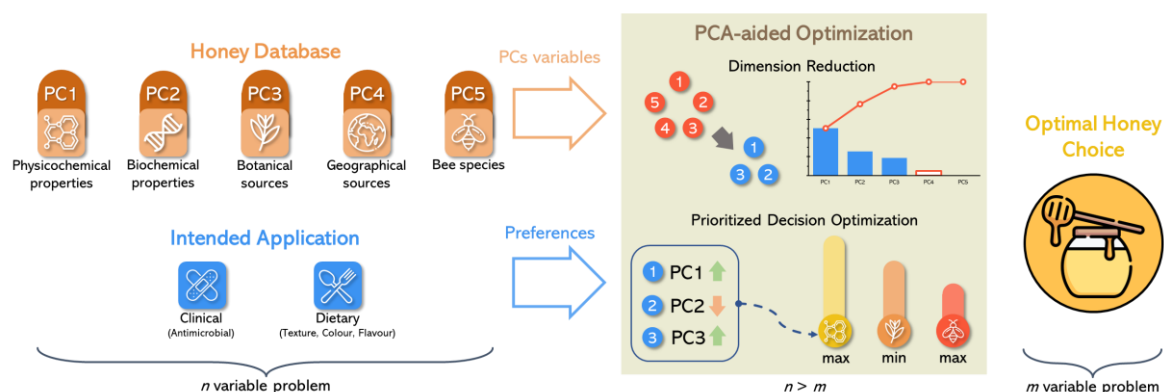 Honey Database
PC1
PC2
PC3
PC4
PC5
Physicochemical
properties
Biochemical
properties
Botanical
sources
Geographical
sources
Bee species
PCs variables
Intended Application
Clinical
(Antimicrobial)
Dietary
(Texture, Colour, Flavour)
Preferences
n variable problem
PCA-aided Optimization
Dimension Reduction
1
5
2
4
3
1
3
2
PC1
PC2
PC3
PC4
PC5
Prioritized Decision Optimization
1 PC1
2 PC2
3 PC3
max
min
max
n > m
Optimal Honey
Choice
m variable problem